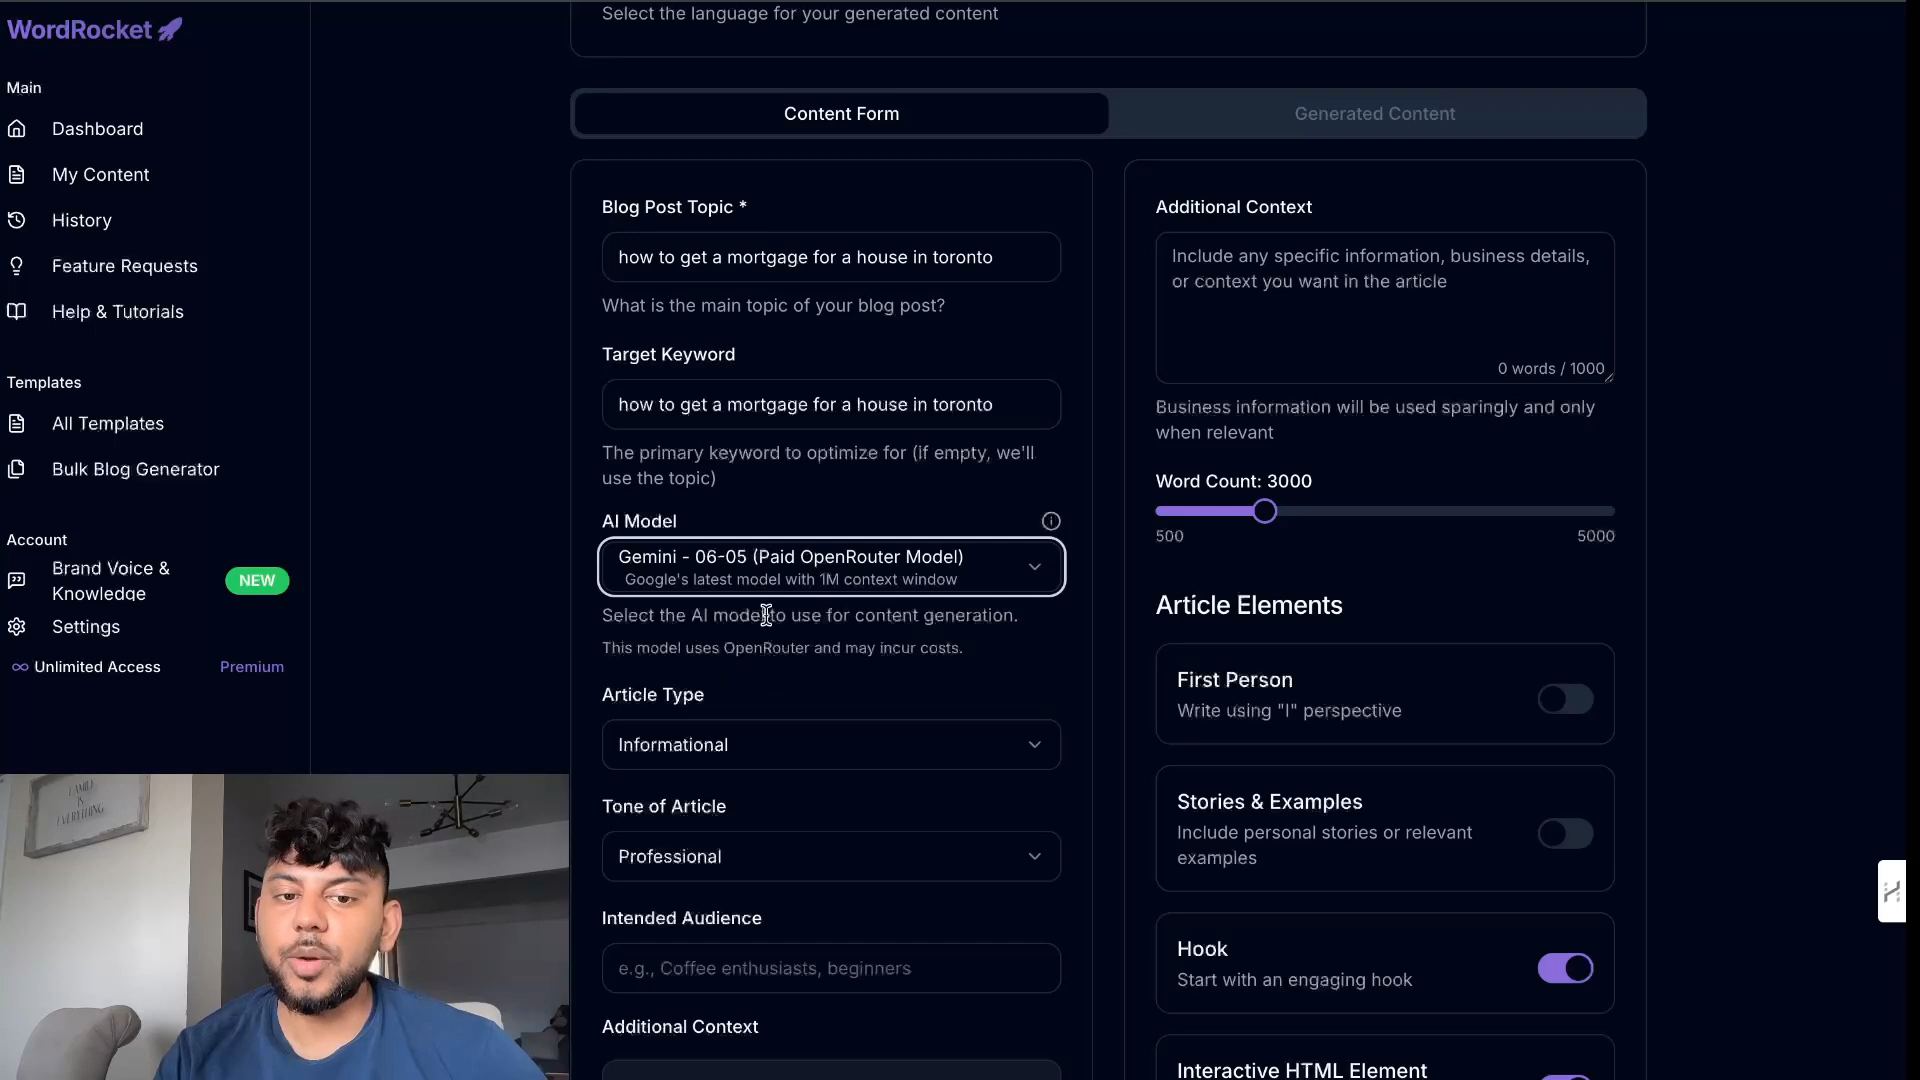 WordRocket
Main
Dashboard
My Content
History
Feature Requests
Help & Tutorials
Templates
All Templates
Bulk Blog Generator
Account
Brand Voice &
Knowledge
NEW
Settings
Unlimited Access
Premium
FAMILY
IS
EVERYTHING
Select the language for your generated content
Content Form
Generated Content
Blog Post Topic *
how to get a mortgage for a house in toronto
What is the main topic of your blog post?
Target Keyword
how to get a mortgage for a house in toronto
The primary keyword to optimize for (if empty, we'll
use the topic)
AI Model
Gemini - 06-05 (Paid OpenRouter Model)
Google's latest model with 1M context window
Select the AI model to use for content generation.
This model uses OpenRouter and may incur costs.
Article Type
Informational
Tone of Article
Professional
Intended Audience
e.g., Coffee enthusiasts, beginners
Additional Context
Additional Context
Include any specific information, business details,
or context you want in the article
0 words / 1000
Business information will be used sparingly and only
when relevant
Word Count: 3000
500
5000
Article Elements
First Person
Write using "I" perspective
Stories & Examples
Include personal stories or relevant
examples
Hook
Start with an engaging hook
Interactive HTML Element